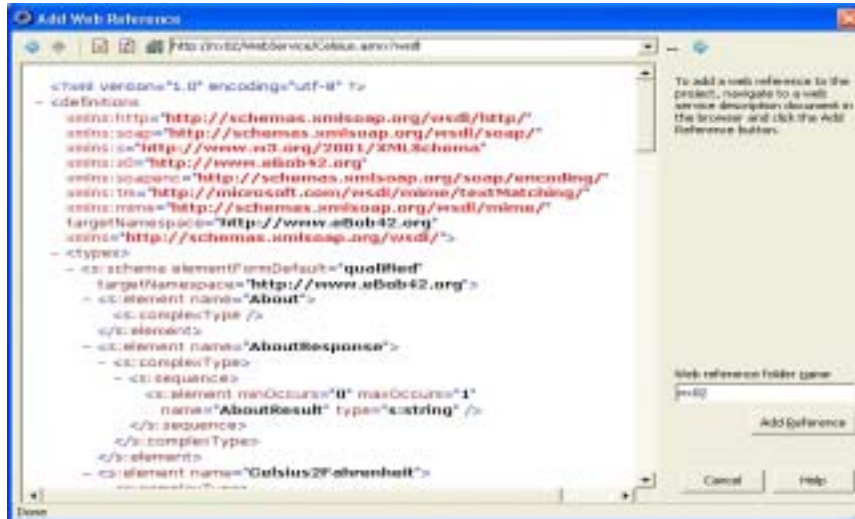 Add Web Reference
<?xml version="1.0" encoding="utf-8" ?>
- <definitions
xmlns:http="http://schemas.xmlsoap.org/wsdl/http/"
xmlns:soap="http://schemas.xmlsoap.org/wsdl/soap/"
xmlns:s="http://www.w3.org/2001/XMLSchema"
xmlns:s0="http://www.eBob42.org"
xmlns:soapenc="http://schemas.xmlsoap.org/soap/encoding/"
xmlns:tm="http://microsoft.com/wsdl/mime/textMatching/"
xmlns:mime="http://schemas.xmlsoap.org/wsdl/mime/"
targetNamespace="http://www.eBob42.org"
xmlns="http://schemas.xmlsoap.org/wsdl/">
- <types>
- <s:schema elementFormDefault="qualified"
targetNamespace="http://www.eBob42.org">
- <s:element name="About">
<s:complexType />
</s:element>
- <s:element name="AboutResponse">
- <s:complexType>
- <s:sequence>
<s:element minOccurs="0" maxOccurs="1"
name="AboutResult" type="s:string" />
</s:sequence>
</s:complexType>
</s:element>
- <s:element name="Celsius2Fahrenheit">
Done
To add a web reference to the
project, navigate to a web
service description document in
the browser and click the Add
Reference button.
Web reference folder name
Add Reference
Cancel
Help